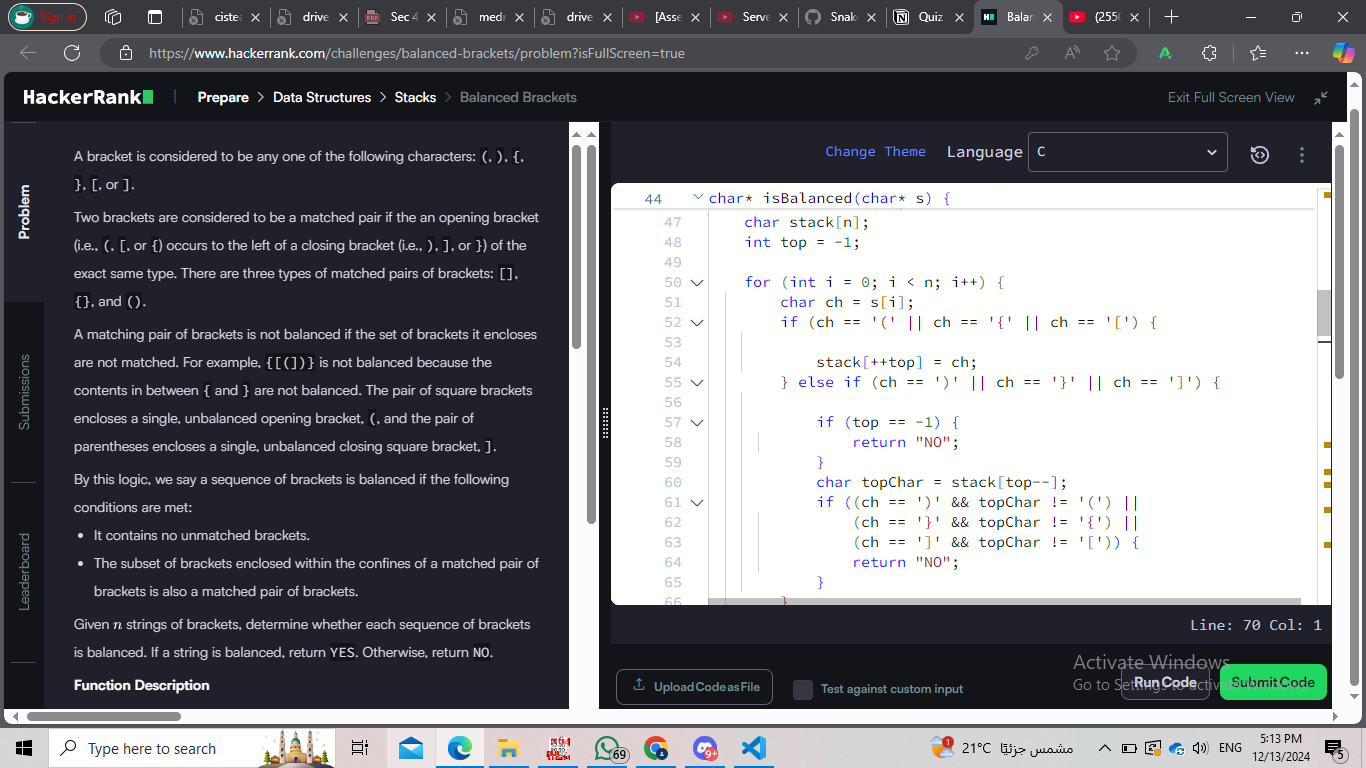 Sign in
ciste
drive
Sec 4
medr
drive
[Asse
Serve
Snak
Quiz
Balar
(255(
https://www.hackerrank.com/challenges/balanced-brackets/problem?isFullScreen=true
HackerRank
Prepare > Data Structures > Stacks > Balanced Brackets
Exit Full Screen View
Problem
Submissions
Leaderboard
A bracket is considered to be any one of the following characters: (, ), {,
}, [, or ].
Two brackets are considered to be a matched pair if the an opening bracket
(i.e., (, [, or {) occurs to the left of a closing bracket (i.e., ), ], or }) of the
exact same type. There are three types of matched pairs of brackets: [],
{}, and ().
A matching pair of brackets is not balanced if the set of brackets it encloses
are not matched. For example, {[(])} is not balanced because the
contents in between { and } are not balanced. The pair of square brackets
encloses a single, unbalanced opening bracket, (, and the pair of
parentheses encloses a single, unbalanced closing square bracket, ].
By this logic, we say a sequence of brackets is balanced if the following
conditions are met:
• It contains no unmatched brackets.
• The subset of brackets enclosed within the confines of a matched pair of
brackets is also a matched pair of brackets.
Given n strings of brackets, determine whether each sequence of brackets
is balanced. If a string is balanced, return YES. Otherwise, return NO.
Function Description
Change Theme
Language
C
44 char* isBalanced(char* s) {
47 char stack[n];
48 int top = -1;
49
50 for (int i = 0; i < n; i++) {
51 char ch = s[i];
52 if (ch == '(' || ch == '{' || ch == '[') {
53
54 stack[++top] = ch;
55 } else if (ch == ')' || ch == '}' || ch == ']') {
56
57 if (top == -1) {
58 return "NO";
59 }
60 char topChar = stack[top--];
61 if ((ch == ')' && topChar != '(') ||
62 (ch == '}' && topChar != '{') ||
63 (ch == ']' && topChar != '[')) {
64 return "NO";
65 }
66 }
Line: 70 Col: 1
Upload Code as File
Test against custom input
Run Code
Submit Code
Activate Windows
Go to Settings to activate Windows.
Type here to search
69
9+
1
21°C مشمس جزئيًا
ENG
5:13 PM
12/13/2024
5